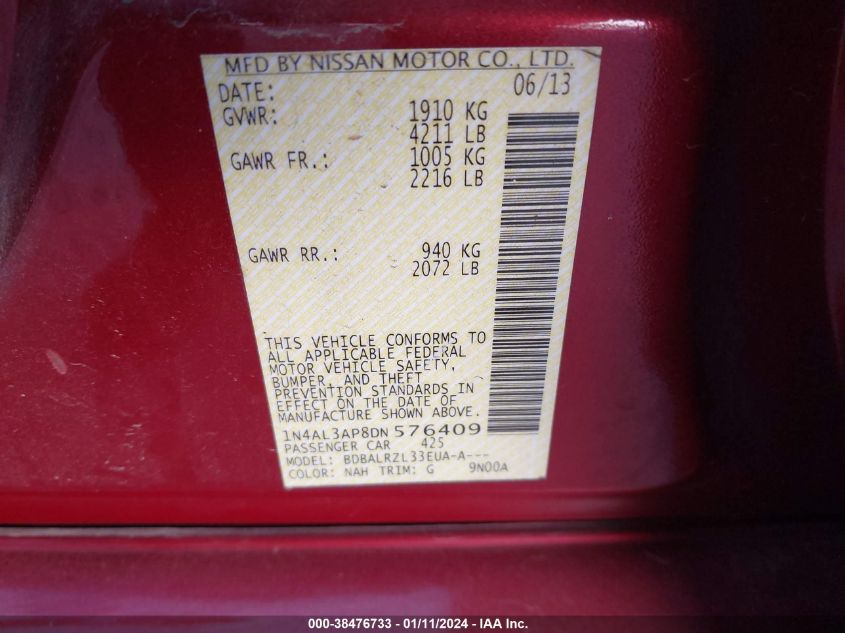 MFD BY NISSAN MOTOR CO., LTD.
DATE: 06/13
GVWR: 1910 KG
4211 LB
GAWR FR.: 1005 KG
2216 LB
GAWR RR.: 940 KG
2072 LB
THIS VEHICLE CONFORMS TO
ALL APPLICABLE FEDERAL
MOTOR VEHICLE SAFETY,
BUMPER, AND THEFT
PREVENTION STANDARDS IN
EFFECT ON THE DATE OF
MANUFACTURE SHOWN ABOVE.
1N4AL3AP8DN 576409
PASSENGER CAR 425
MODEL: BDBALRZL33EUA-A---
COLOR: NAH TRIM: G 9N00A
000-38476733 - 01/11/2024 - IAA Inc.